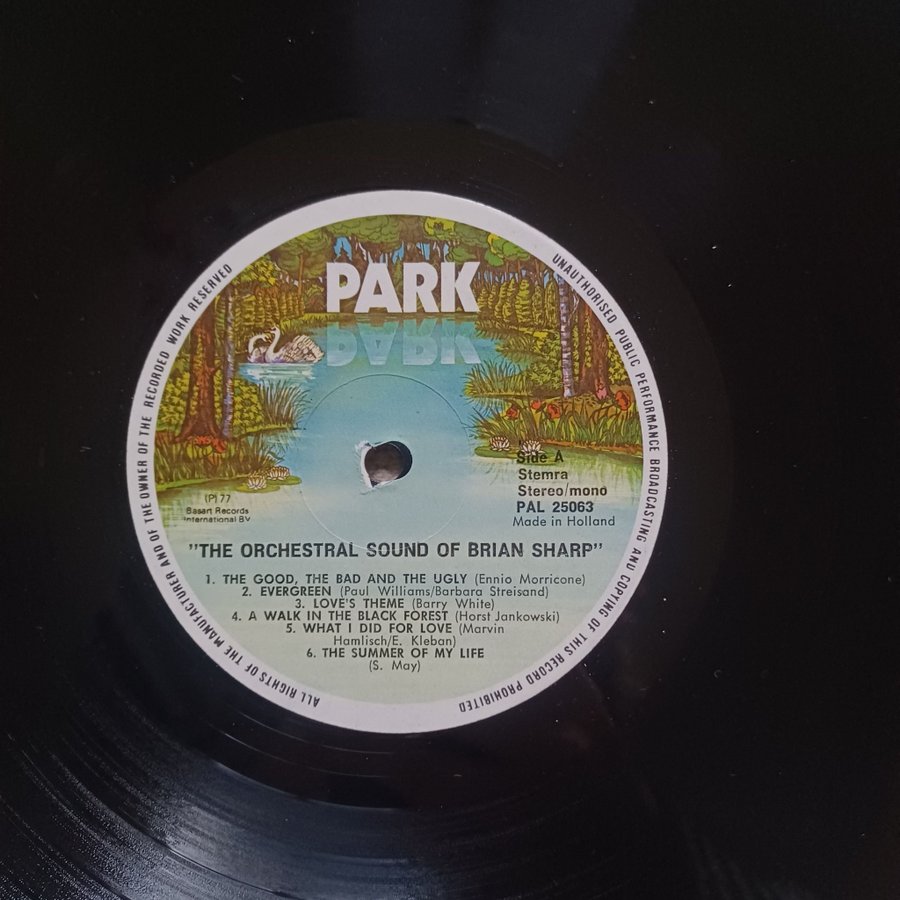 PARK
Side A
Stemra
Stereo/mono
PAL 25063
Made in Holland
(P) 77
Basart Records
International BV
"THE ORCHESTRAL SOUND OF BRIAN SHARP"
1. THE GOOD, THE BAD AND THE UGLY (Ennio Morricone)
2. EVERGREEN (Paul Williams/Barbara Streisand)
3. LOVE'S THEME (Barry White)
4. A WALK IN THE BLACK FOREST (Horst Jankowski)
5. WHAT I DID FOR LOVE (Marvin
Hamlisch/E. Kleban)
6. THE SUMMER OF MY LIFE
(S. May)
ALL RIGHTS OF THE MANUFACTURER AND OF THE OWNER OF THE RECORDED WORK RESERVED
UNAUTHORISED PUBLIC PERFORMANCE BROADCASTING AND COPYING OF THIS RECORD PROHIBITED